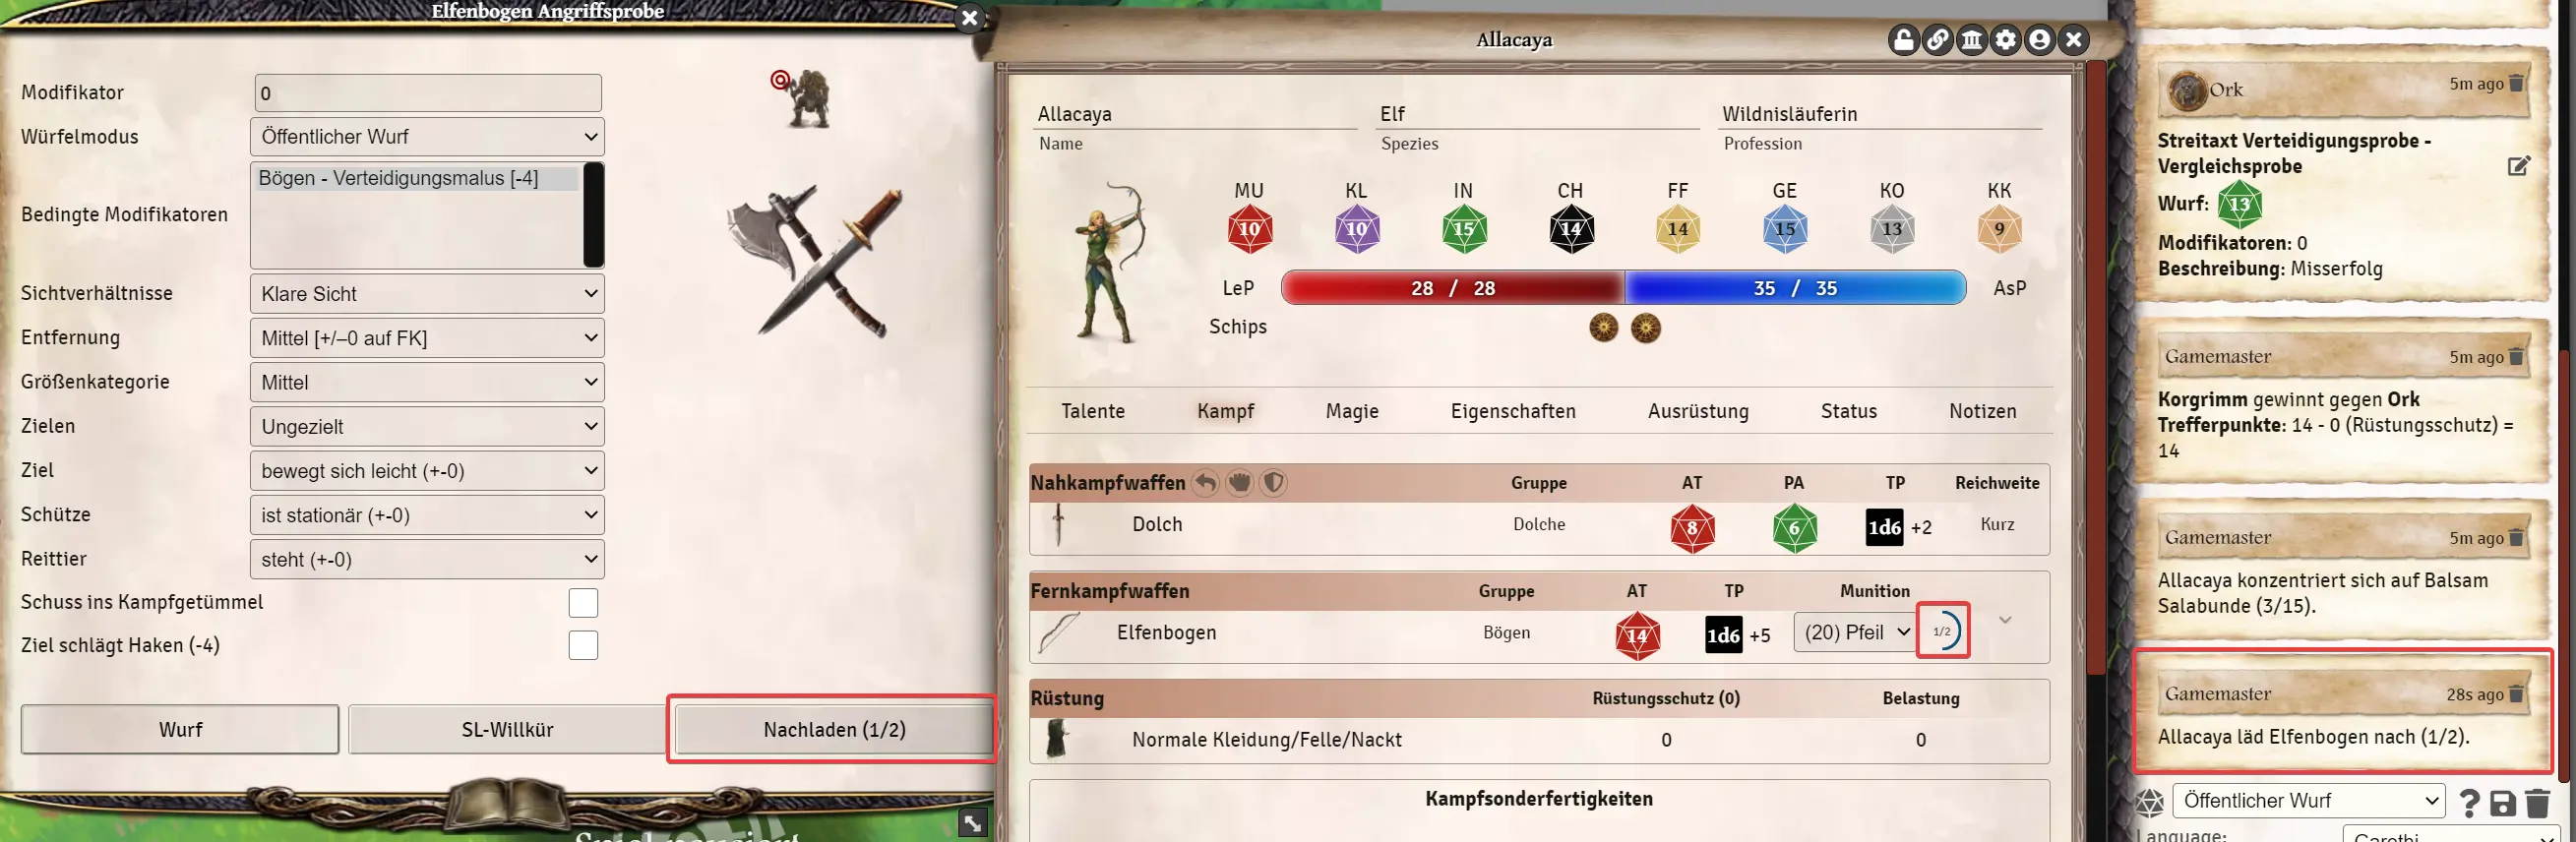 Elfenbogen Angriffsprobe
Modifikator 0
Würfelmodus Öffentlicher Wurf
Bedingte Modifikatoren Bögen - Verteidigungsmalus [-4]
Sichtverhältnisse Klare Sicht
Entfernung Mittel [+/–0 auf FK]
Größenkategorie Mittel
Zielen Ungezielt
Ziel bewegt sich leicht (+-0)
Schütze ist stationär (+-0)
Reittier steht (+-0)
Schuss ins Kampfgetümmel
Ziel schlägt Haken (-4)
Wurf SL-Willkür Nachladen (1/2)
Allacaya
Allacaya Elf Wildnisläuferin
Name Spezies Profession
MU KL IN CH FF GE KO KK
10 10 15 14 14 15 13 9
LeP 28 / 28 35 / 35 AsP
Schips
Talente Kampf Magie Eigenschaften Ausrüstung Status Notizen
Nahkampfwaffen Gruppe AT PA TP Reichweite
Dolch Dolche 8 6 1d6 +2 Kurz
Fernkampfwaffen Gruppe AT TP Munition
Elfenbogen Bögen 14 1d6 +5 (20) Pfeil 1/2
Rüstung Rüstungsschutz (0) Belastung
Normale Kleidung/Felle/Nackt 0 0
Kampfsonderfertigkeiten
Ork 5m ago
Streitaxt Verteidigungsprobe -
Vergleichsprobe
Wurf: 13
Modifikatoren: 0
Beschreibung: Misserfolg
Gamemaster 5m ago
Korgrimm gewinnt gegen Ork
Trefferpunkte: 14 - 0 (Rüstungsschutz) =
14
Gamemaster 5m ago
Allacaya konzentriert sich auf Balsam
Salabunde (3/15).
Gamemaster 28s ago
Allacaya läd Elfenbogen nach (1/2).
Öffentlicher Wurf
Language: Garethi